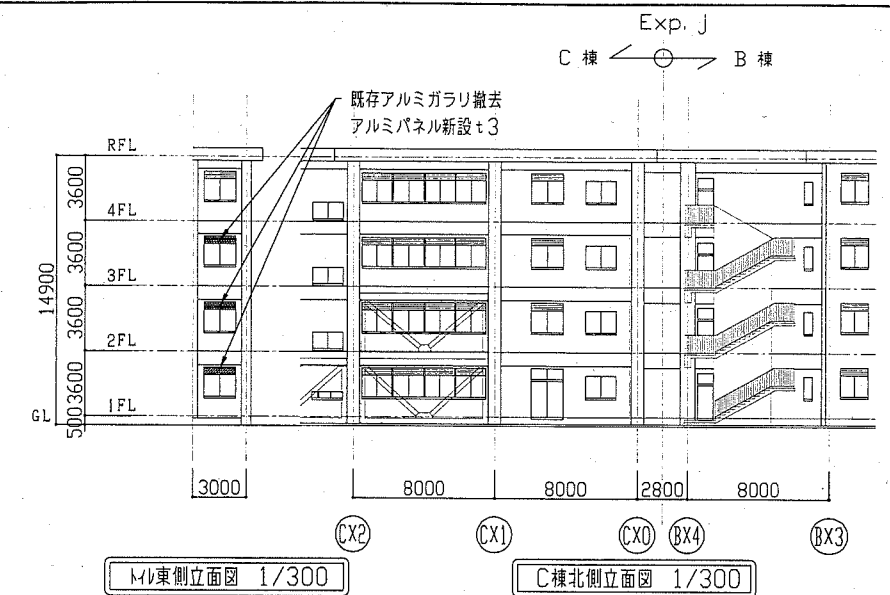 Exp. j
C 棟
B 棟
既存アルミガラリ撤去
アルミパネル新設t3
RFL
4FL
3FL
2FL
1FL
GL
14900
3600
3600
3600
3600
500
3000
8000
8000
2800
8000
CX2
CX1
CX0
BX4
BX3
トイレ東側立面図 1/300
C棟北側立面図 1/300